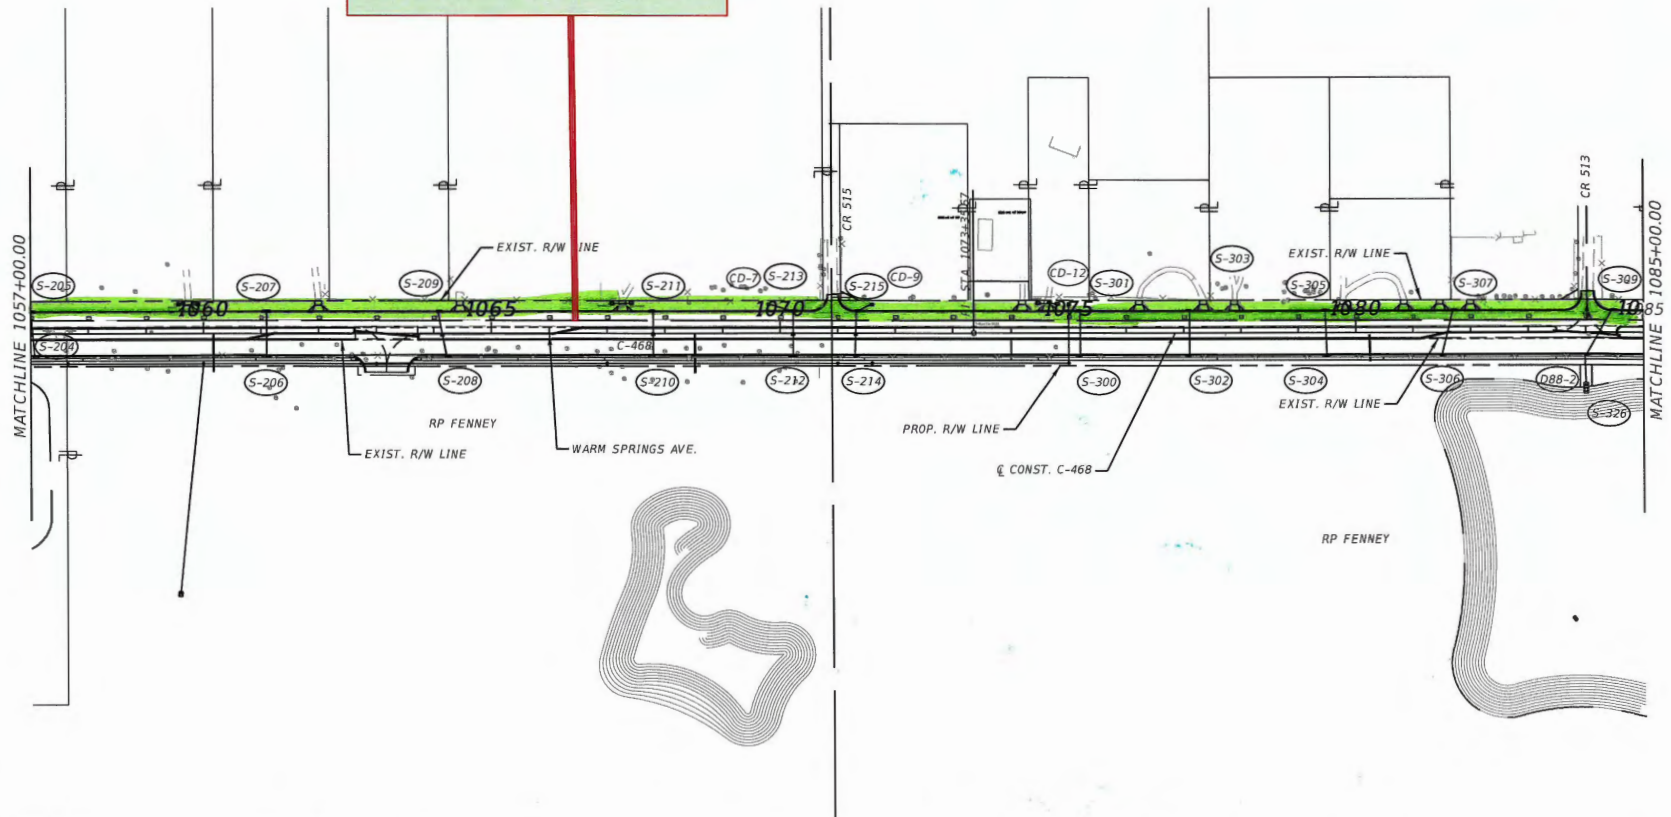 CR 515
STA. 1073+
CR 513
EXIST. R/W LINE
EXIST. R/W LINE
S-303
S-205
S-207
S-209
S-211
CD-7
S-213
S-215
CD-9
CD-12
S-301
S-305
S-307
S-309
1060
1065
1070
1075
1080
1085
MATCHLINE 1057+00.00
MATCHLINE 1085+00.00
S-204
C-468
S-206
S-208
S-210
S-212
S-214
S-300
S-302
S-304
S-306
D88-2
S-326
RP FENNEY
EXIST. R/W LINE
WARM SPRINGS AVE.
PROP. R/W LINE
EXIST. R/W LINE
℄ CONST. C-468
RP FENNEY